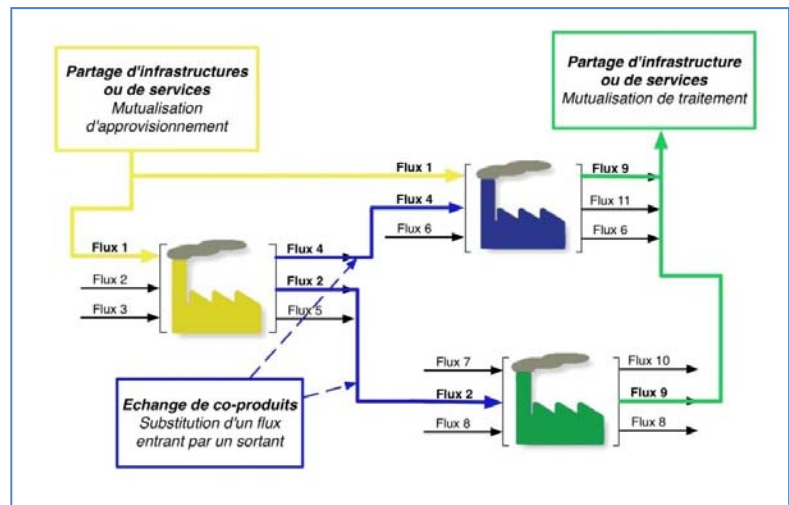 Partage d'infrastructures
ou de services
Mutualisation
d'approvisionnement
Partage d'infrastructure
ou de services
Mutualisation de traitement
Flux 1
Flux 4
Flux 6
Flux 9
Flux 11
Flux 6
Flux 1
Flux 2
Flux 3
Flux 4
Flux 2
Flux 5
Echange de co-produits
Substitution d'un flux
entrant par un sortant
Flux 7
Flux 2
Flux 8
Flux 10
Flux 9
Flux 8